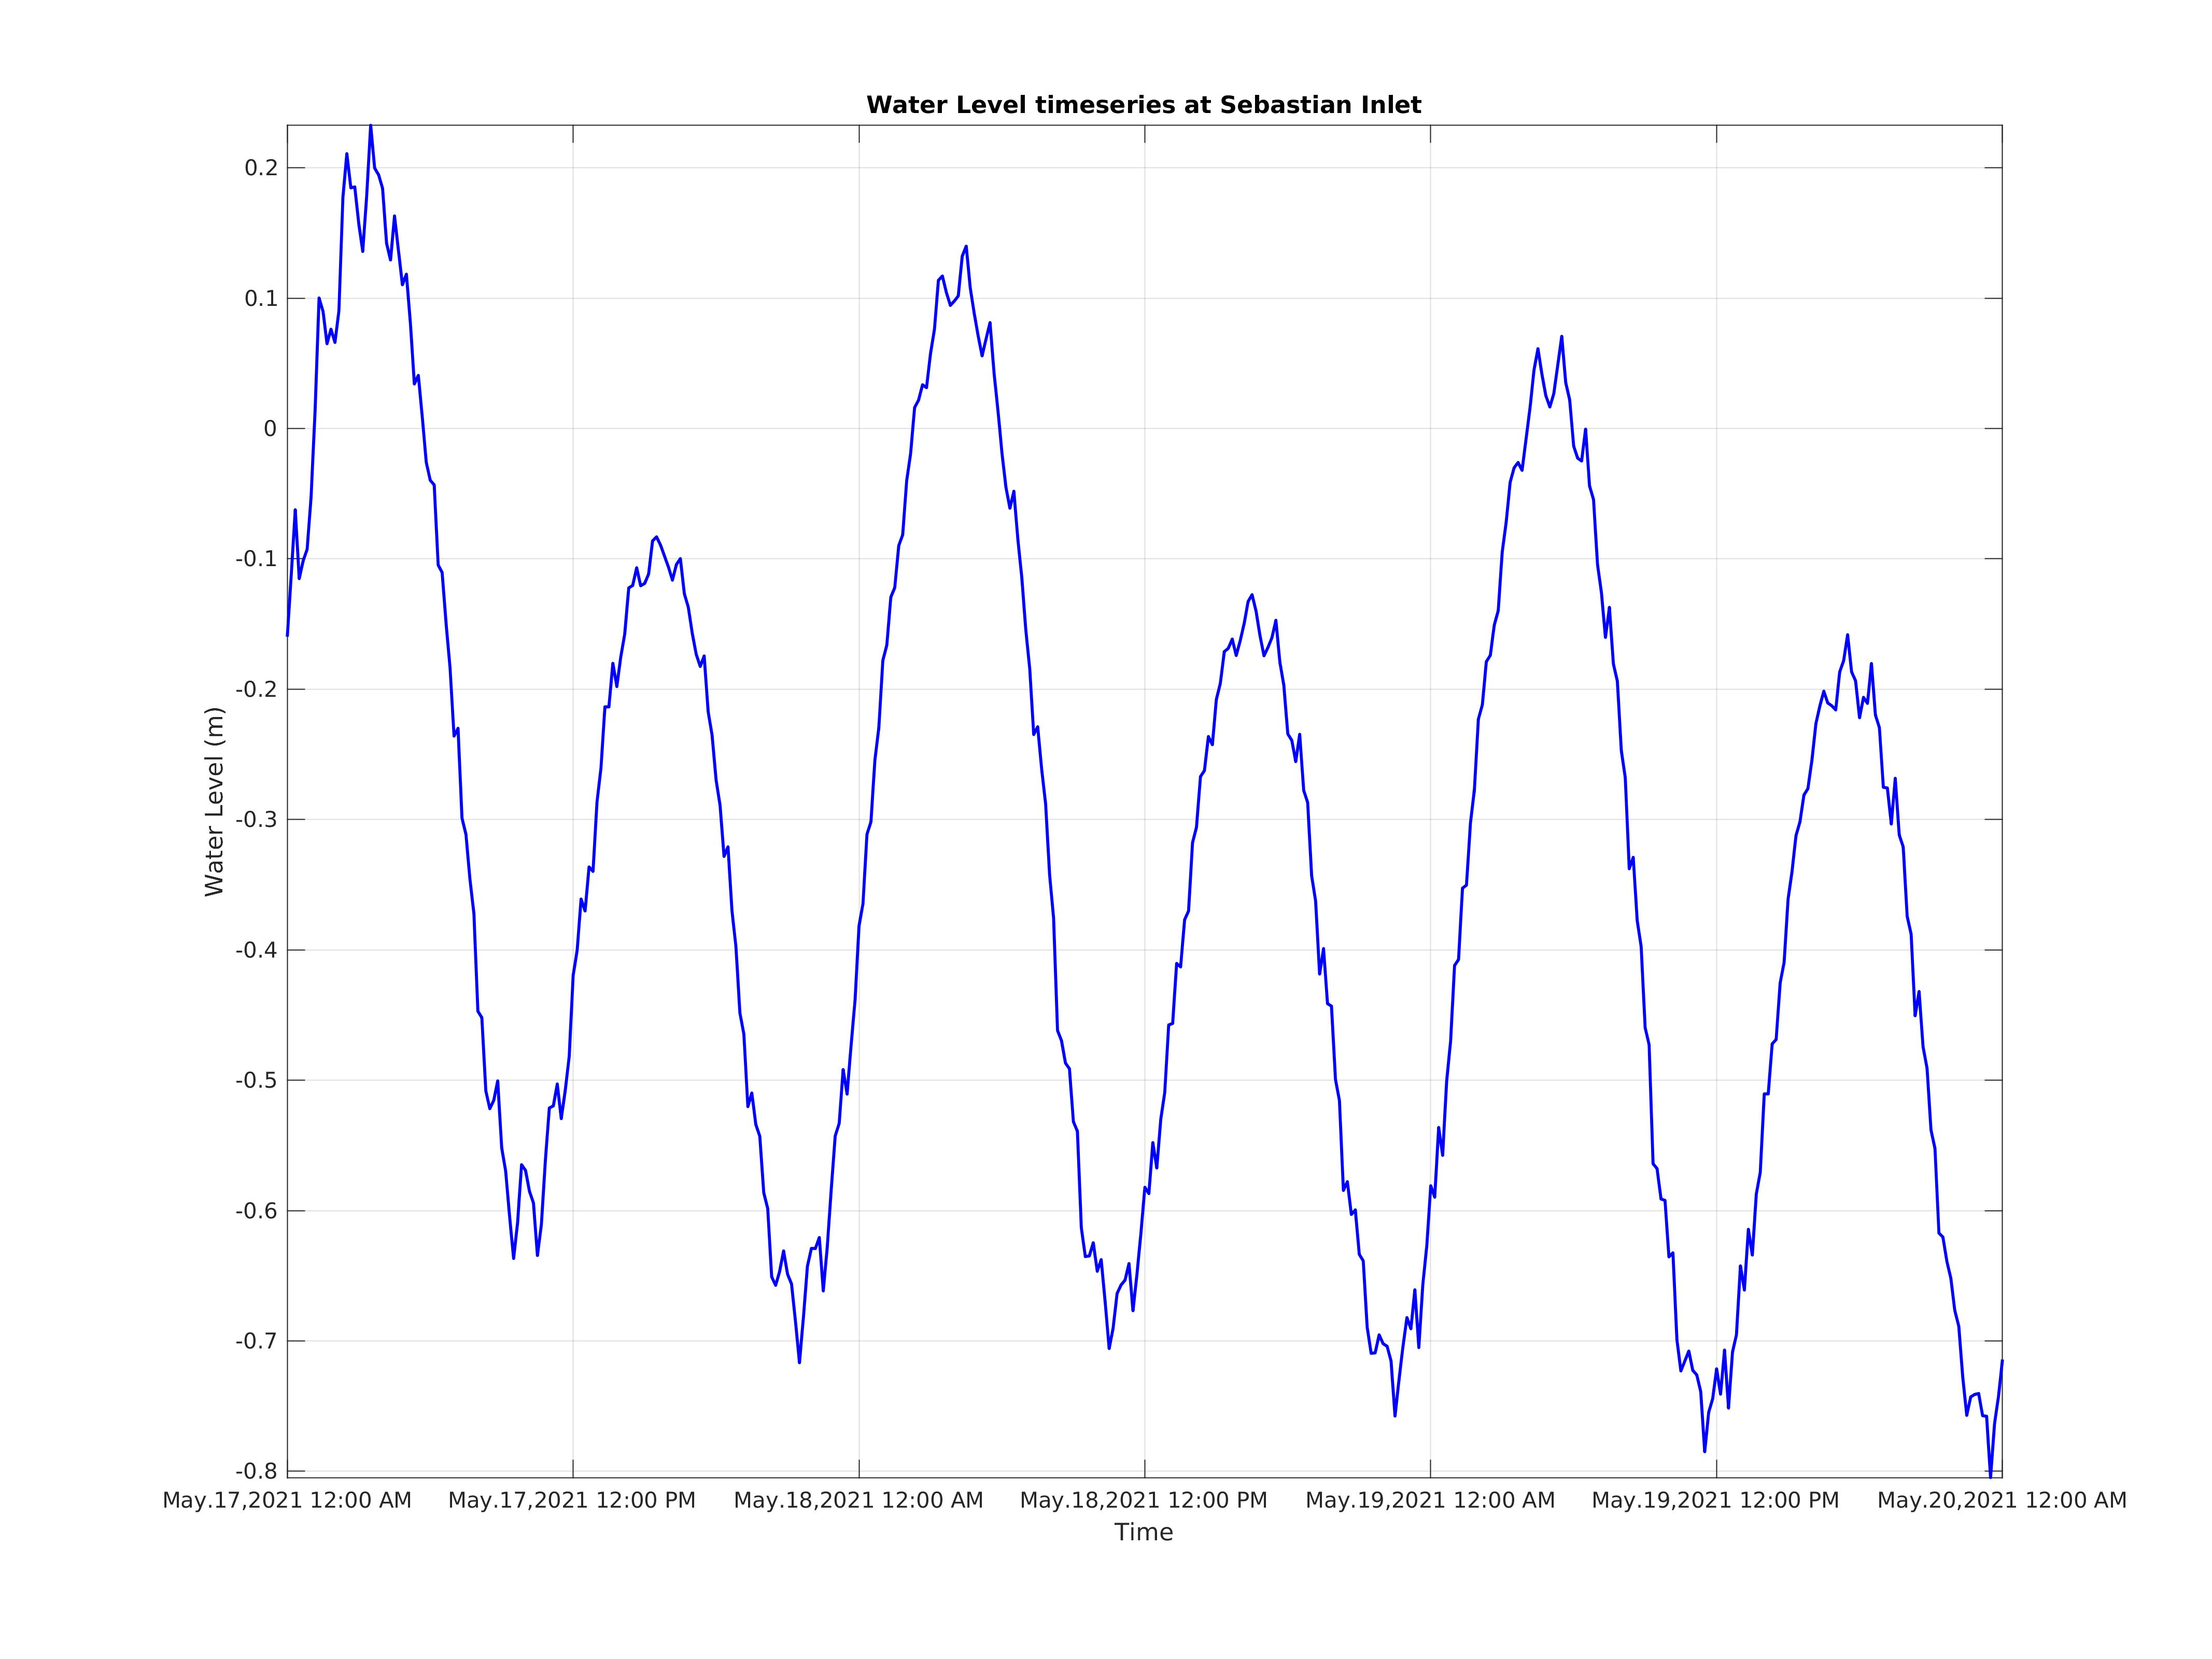 Water Level timeseries at Sebastian Inlet
0.2
0.1
0
-0.1
-0.2
-0.3
-0.4
-0.5
-0.6
-0.7
-0.8
Water Level (m)
May.17,2021 12:00 AM May.17,2021 12:00 PM May.18,2021 12:00 AM May.18,2021 12:00 PM May.19,2021 12:00 AM May.19,2021 12:00 PM May.20,2021 12:00 AM
Time